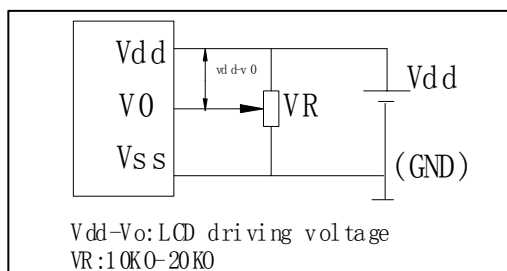 Vdd
vdd-v0
Vdd
V0
VR
Vss
(GND)
Vdd-Vo:LCD driving voltage
VR:10K0-20K0